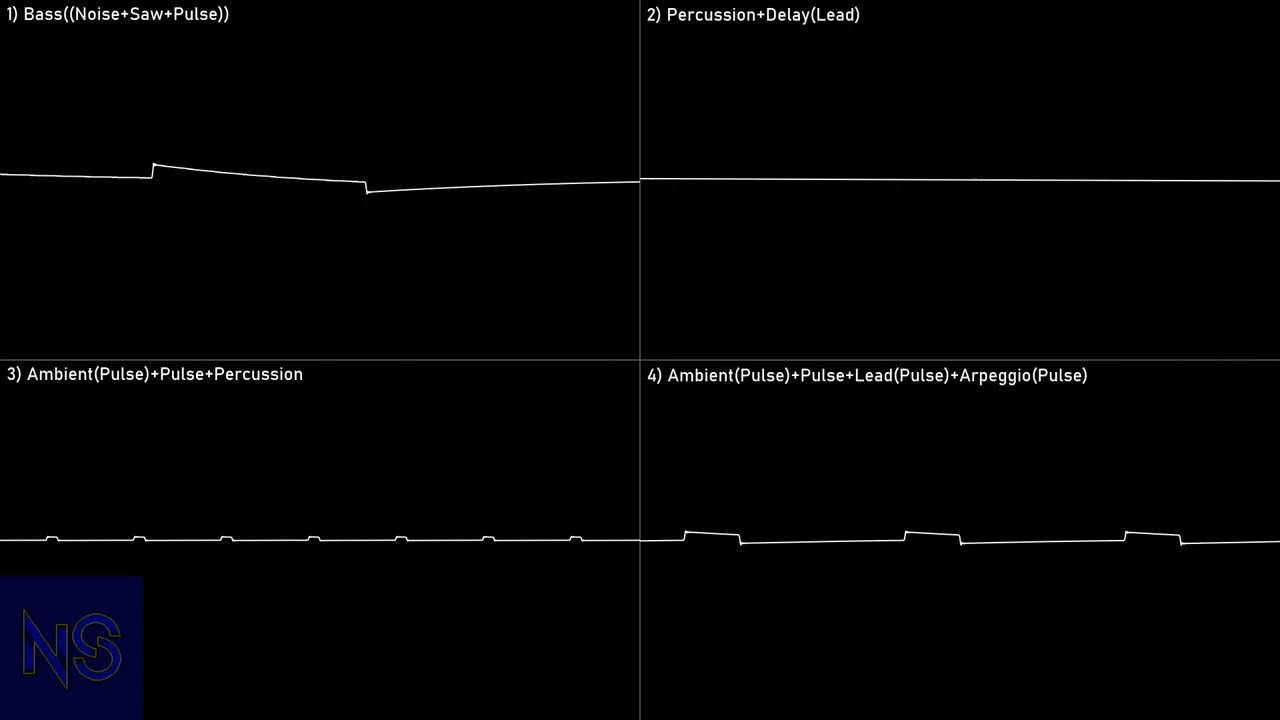 1) Bass((Noise+Saw+Pulse))
2) Percussion+Delay(Lead)
3) Ambient(Pulse)+Pulse+Percussion
4) Ambient(Pulse)+Pulse+Lead(Pulse)+Arpeggio(Pulse)
NS